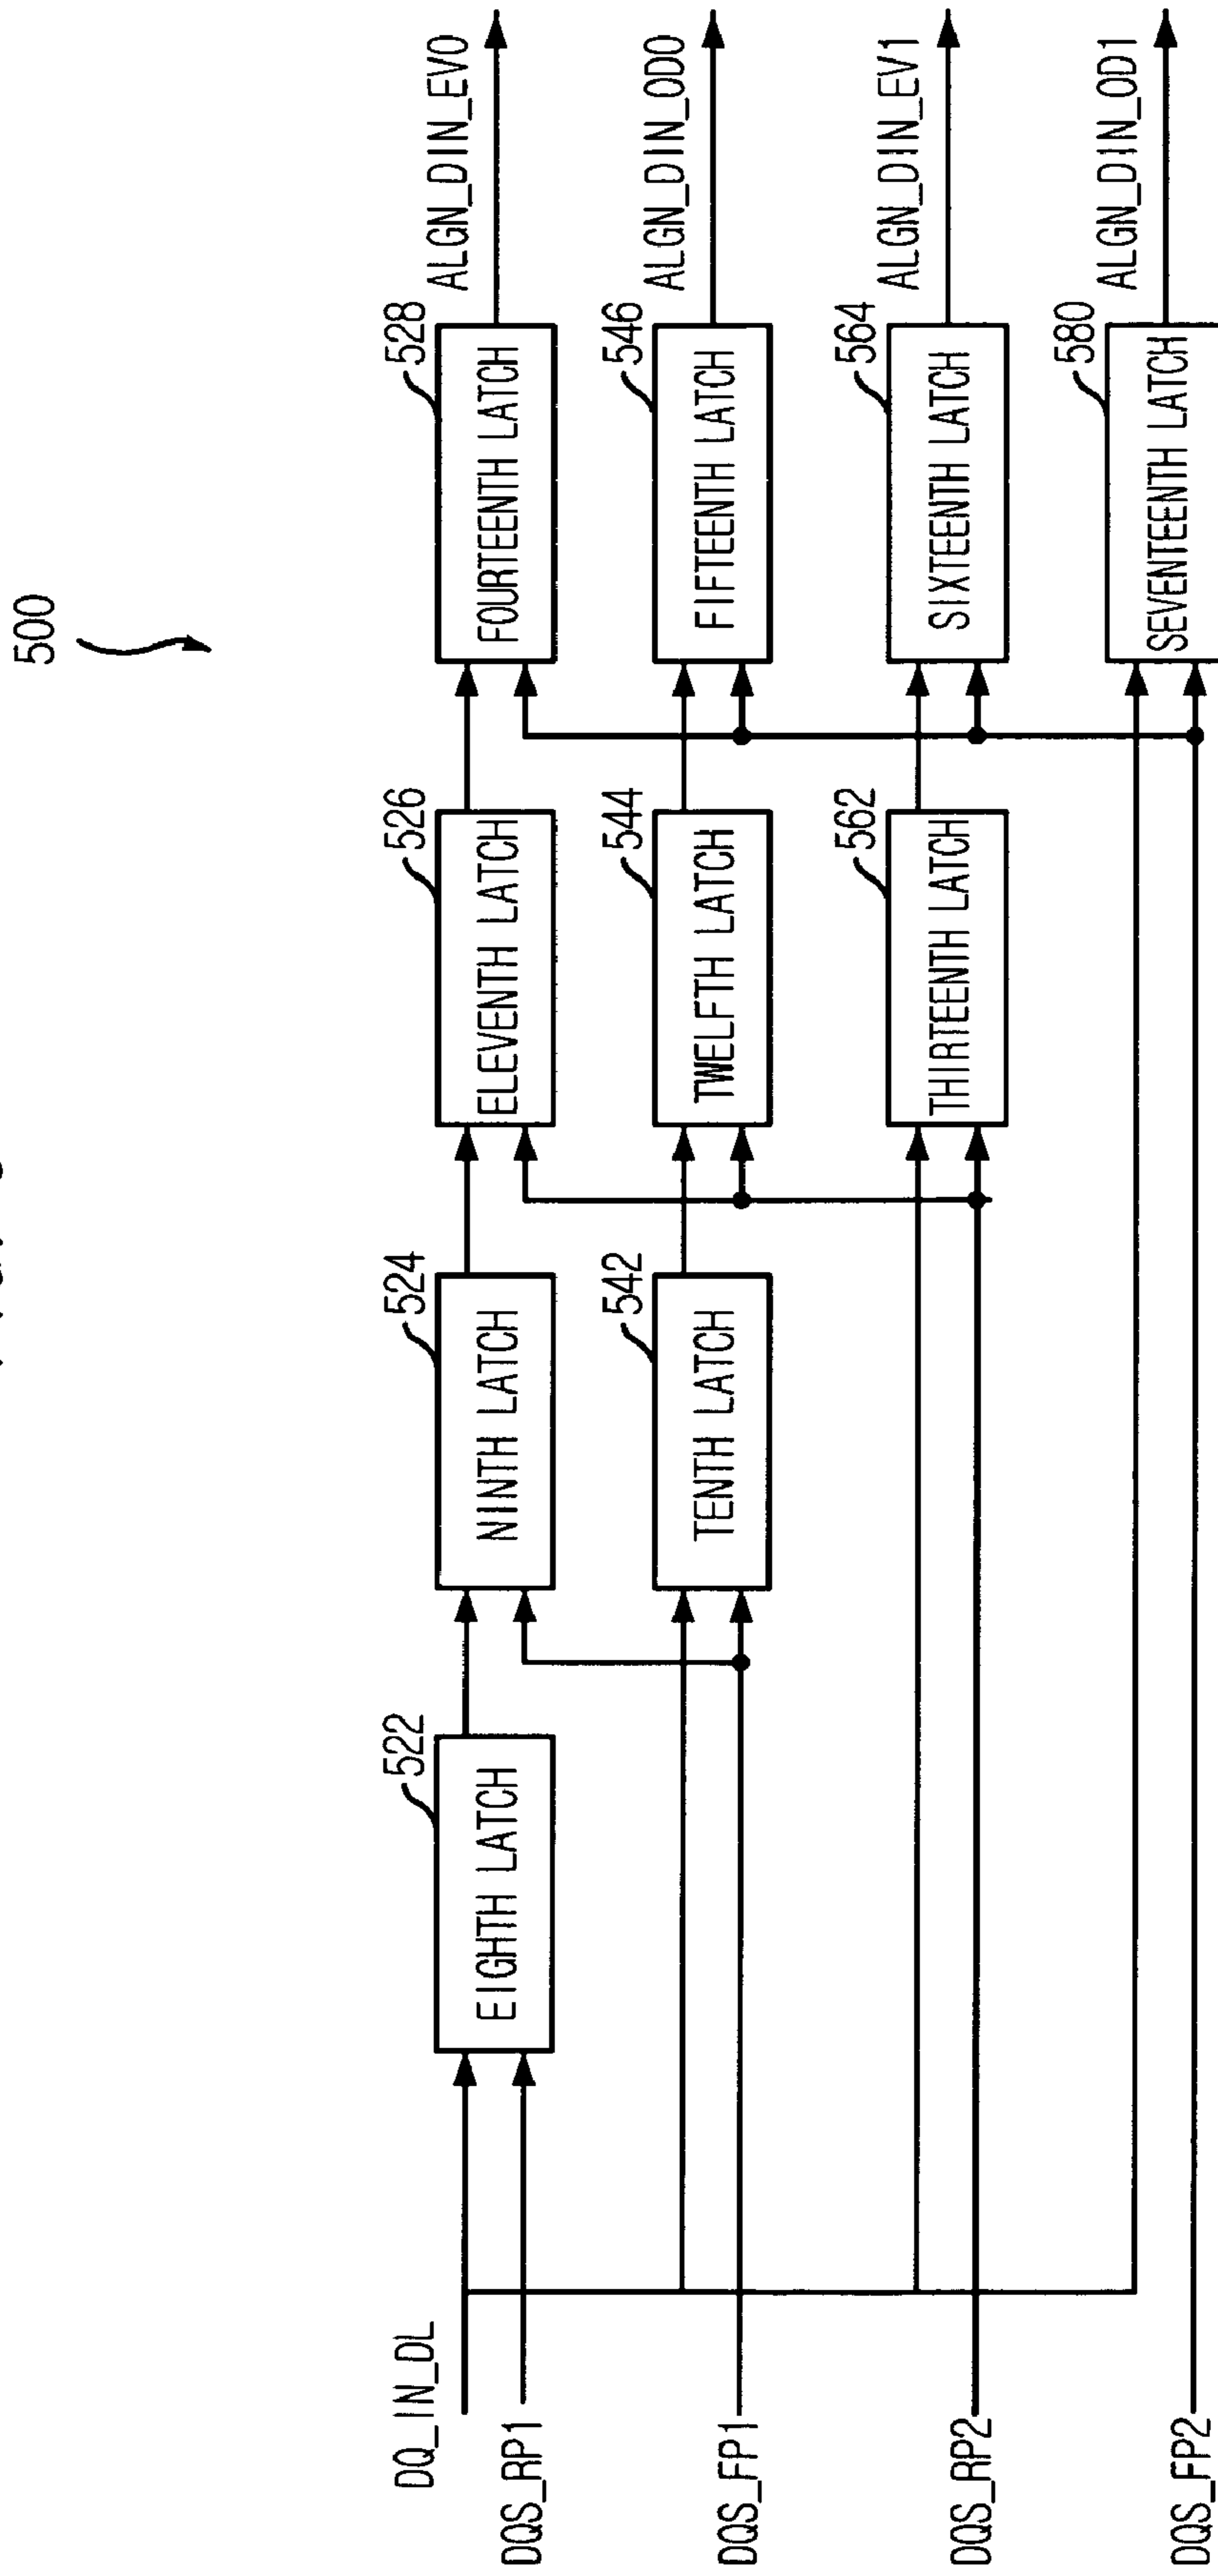 500
DQ_IN_DL
DQS_RP1
DQS_FP1
DQS_RP2
DQS_FP2
522
EIGHTH LATCH
524
NINTH LATCH
526
ELEVENTH LATCH
528
FOURTEENTH LATCH
ALGN_DIN_EV0
542
TENTH LATCH
544
TWELFTH LATCH
546
FIFTEENTH LATCH
ALGN_DIN_OD0
562
THIRTEENTH LATCH
564
SIXTEENTH LATCH
ALGN_DIN_EV1
580
SEVENTEENTH LATCH
ALGN_DIN_OD1